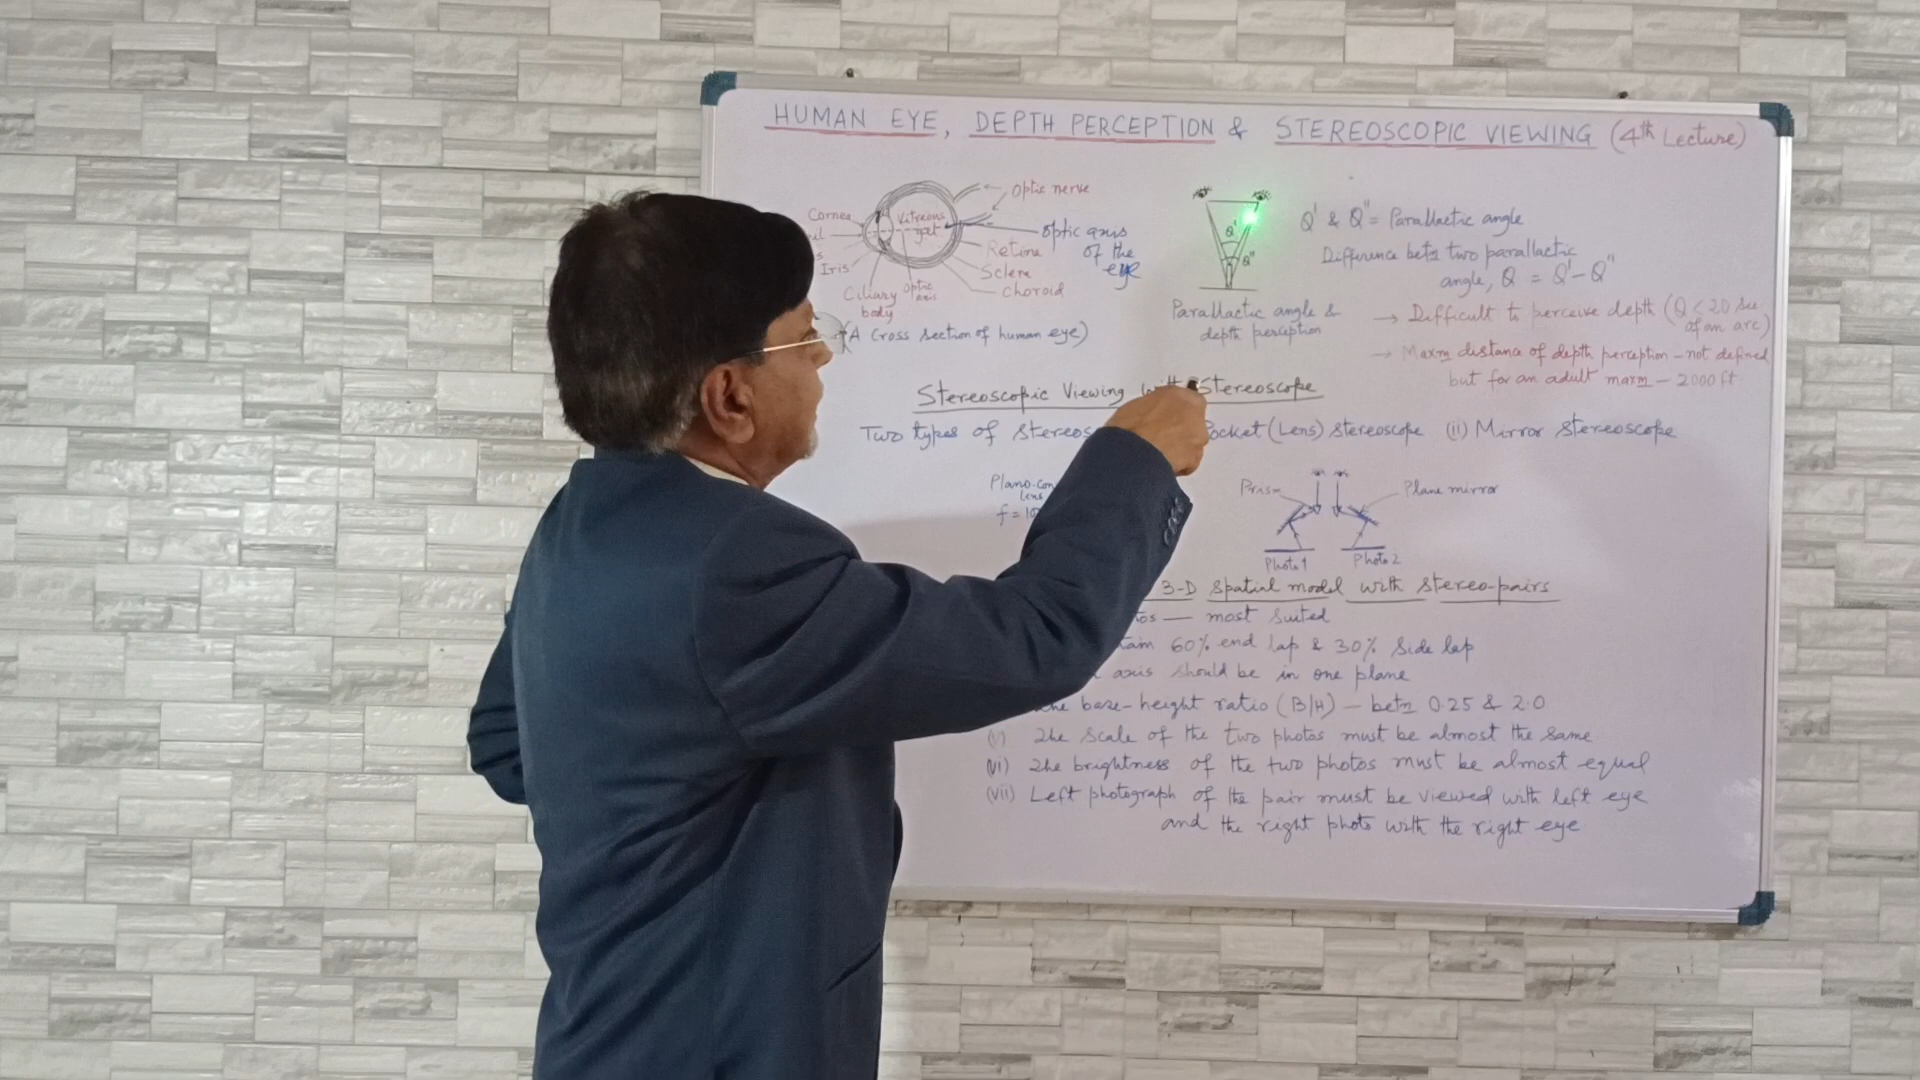 HUMAN EYE, DEPTH PERCEPTION & STEREOSCOPIC VIEWING (4th Lecture)
Optic nerve
Cornea
Vitreous
optic axis
of the
eye
Iris
Retina
Sclera
Choroid
Ciliary
body
Optic
axis
(A Cross section of human eye)
Q'
Q"
Parallactic angle &
depth perception
Q' & Q" = Parallactic angle
Difference betn two parallactic
angle, Q = Q' - Q"
→ Difficult to perceive depth (Q < 20 sec
of an arc)
→ Maxm distance of depth perception - not defined
but for an adult maxm - 2000 ft
Stereoscopic Viewing with Stereoscope
Two types of Stereos
Pocket (Lens) Stereoscope (ii) Mirror Stereoscope
Plano-con
lens
f = 10
Prism
Plane mirror
Photo 1
Photo 2
3-D Spatial model with Stereo-pairs
tos — most suited
tain 60% end lap & 30% side lap
axis should be in one plane
The base-height ratio (B/H) — betn 0.25 & 2.0
(v) The scale of the two photos must be almost the same
(vi) The brightness of the two photos must be almost equal
(vii) Left photograph of the pair must be viewed with left eye
and the right photo with the right eye